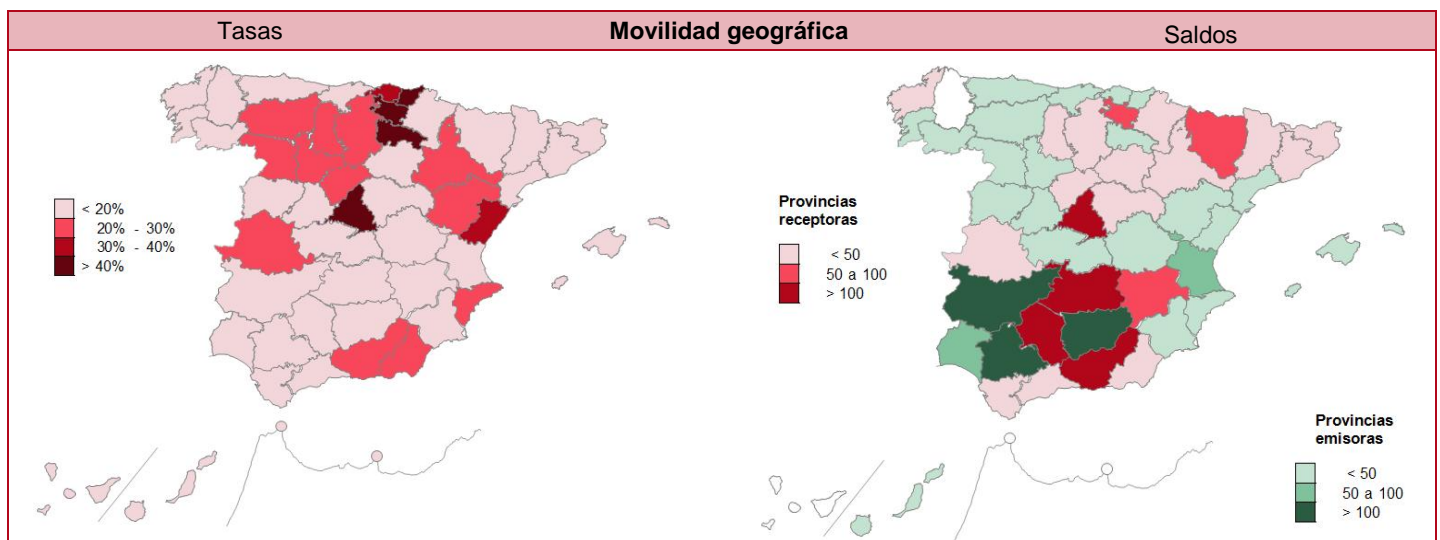 Tasas
Movilidad geográfica
Saldos
< 20%
20% - 30%
30% - 40%
> 40%
Provincias
receptoras
< 50
50 a 100
> 100
Provincias
emisoras
< 50
50 a 100
> 100